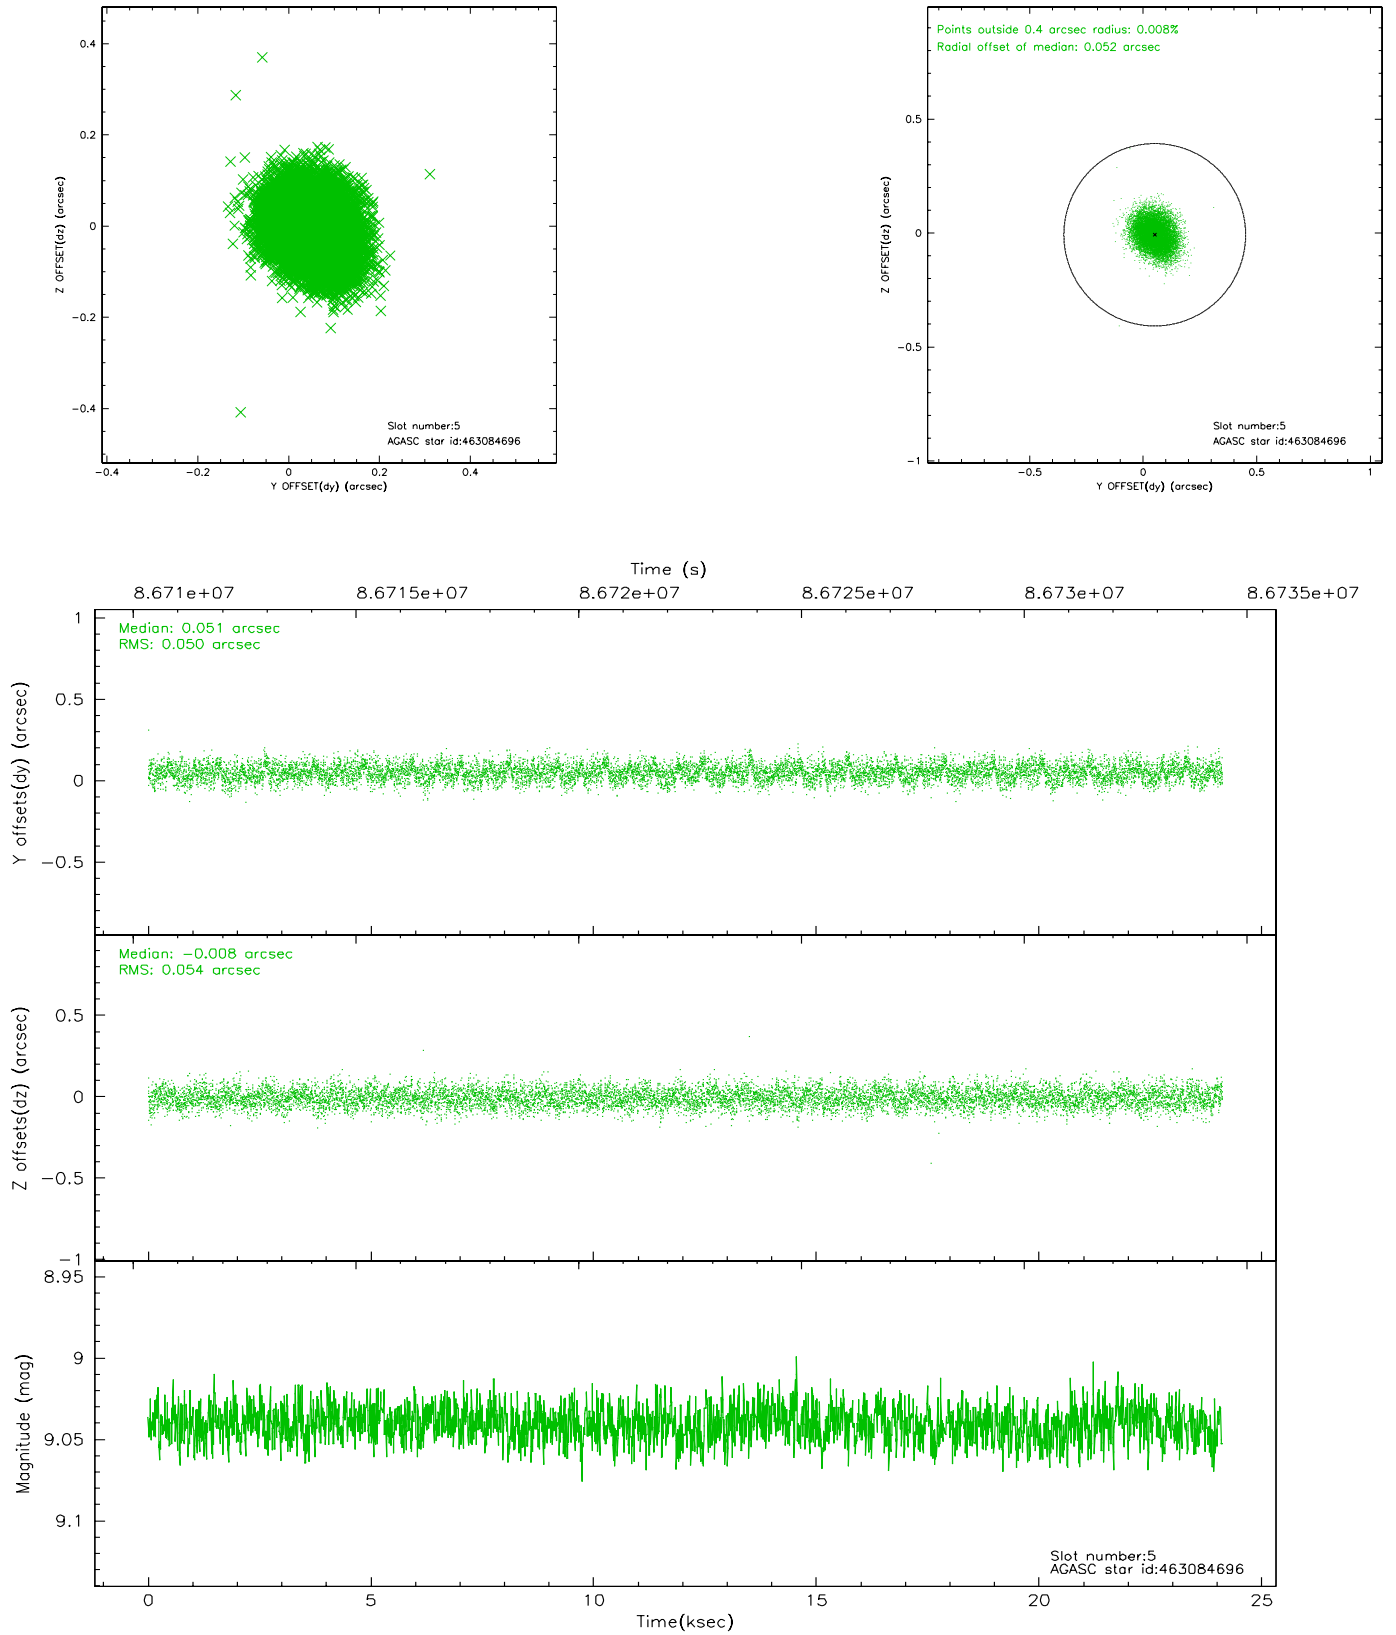 0.4
0.2
0
−0.2
−0.4
Z OFFSET(dz) (arcsec)
Slot number:5
AGASC star id:463084696
−0.4 −0.2 0 0.2 0.4
Y OFFSET(dy) (arcsec)
Points outside 0.4 arcsec radius: 0.008%
Radial offset of median: 0.052 arcsec
0.5
0
−0.5
−1
Z OFFSET(dz) (arcsec)
Slot number:5
AGASC star id:463084696
−0.5 0 0.5 1
Y OFFSET(dy) (arcsec)
Time (s)
8.671e+07 8.6715e+07 8.672e+07 8.6725e+07 8.673e+07 8.6735e+07
Median: 0.051 arcsec
RMS: 0.050 arcsec
1
0.5
0
−0.5
Y offsets(dy) (arcsec)
Median: −0.008 arcsec
RMS: 0.054 arcsec
0.5
0
−0.5
−1
Z offsets(dz) (arcsec)
8.95
9
9.05
9.1
Magnitude (mag)
Slot number:5
AGASC star id:463084696
0 5 10 15 20 25
Time(ksec)